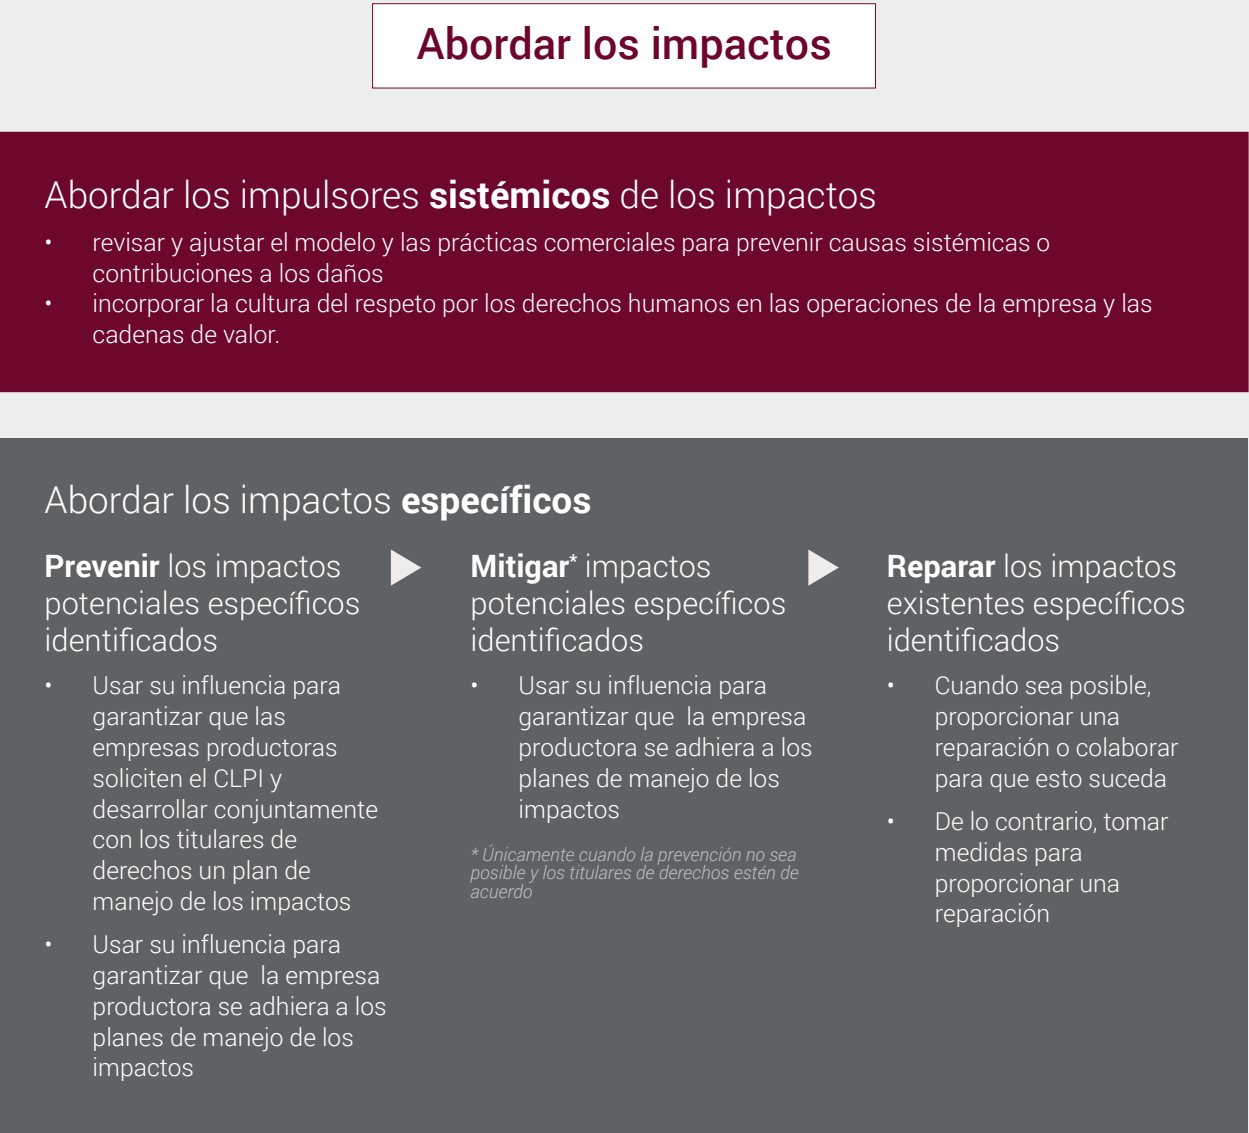 Abordar los impactos
Abordar los impulsores sistémicos de los impactos
• revisar y ajustar el modelo y las prácticas comerciales para prevenir causas sistémicas o
contribuciones a los daños
• incorporar la cultura del respeto por los derechos humanos en las operaciones de la empresa y las
cadenas de valor.
Abordar los impactos específicos
Prevenir los impactos
potenciales específicos
identificados
• Usar su influencia para
garantizar que las
empresas productoras
soliciten el CLPI y
desarrollar conjuntamente
con los titulares de
derechos un plan de
manejo de los impactos
• Usar su influencia para
garantizar que la empresa
productora se adhiera a los
planes de manejo de los
impactos
Mitigar* impactos
potenciales específicos
identificados
• Usar su influencia para
garantizar que la empresa
productora se adhiera a los
planes de manejo de los
impactos
* Únicamente cuando la prevención no sea
posible y los titulares de derechos estén de
acuerdo
Reparar los impactos
existentes específicos
identificados
• Cuando sea posible,
proporcionar una
reparación o colaborar
para que esto suceda
• De lo contrario, tomar
medidas para
proporcionar una
reparación